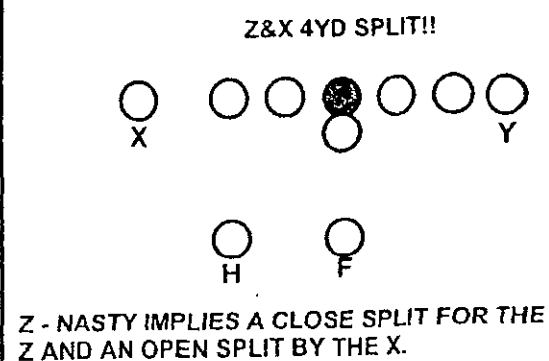 Z&X 4YD SPLIT!!
X
Y
H
F
Z - NASTY IMPLIES A CLOSE SPLIT FOR THE
Z AND AN OPEN SPLIT BY THE X.